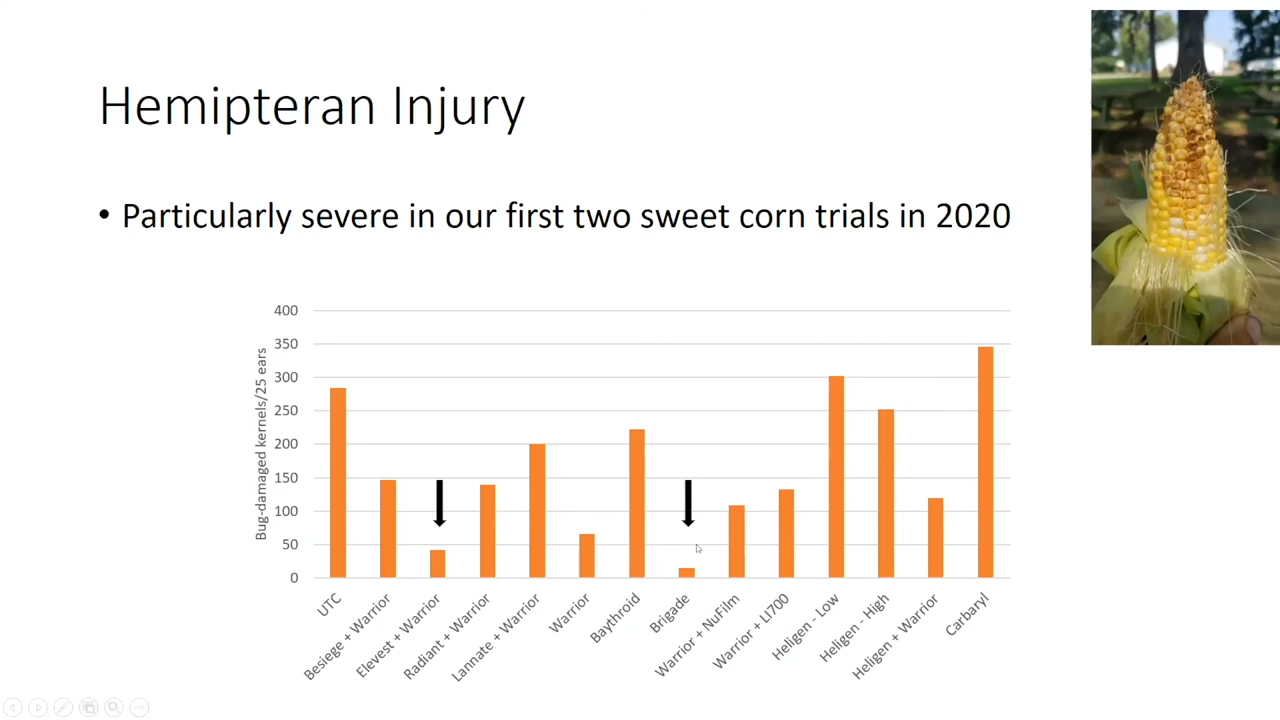 Hemipteran Injury
• Particularly severe in our first two sweet corn trials in 2020
Bug-damaged kernels/25 ears
400
350
300
250
200
150
100
50
0
UTC
Besiege + Warrior
Elevest + Warrior
Radiant + Warrior
Lannate + Warrior
Warrior
Baythroid
Brigade
Warrior + NuFilm
Warrior + LI700
Heligen - Low
Heligen - High
Heligen + Warrior
Carbaryl